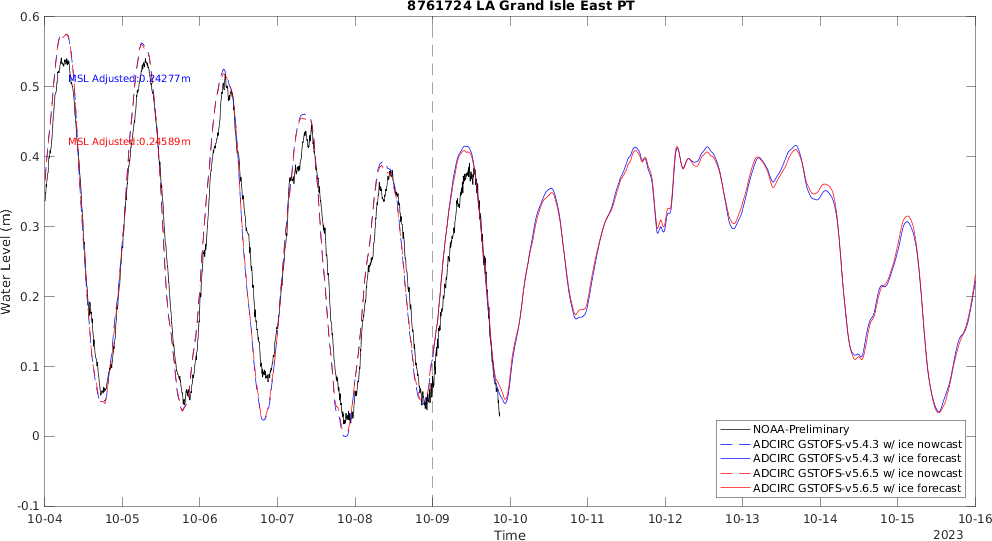 8761724 LA Grand Isle East PT
0.6
0.5
0.4
0.3
0.2
0.1
0
-0.1
Water Level (m)
MSL Adjusted:0.24277m
MSL Adjusted:0.24589m
NOAA-Preliminary
ADCIRC GSTOFS-v5.4.3 w/ ice nowcast
ADCIRC GSTOFS-v5.4.3 w/ ice forecast
ADCIRC GSTOFS-v5.6.5 w/ ice nowcast
ADCIRC GSTOFS-v5.6.5 w/ ice forecast
10-04 10-05 10-06 10-07 10-08 10-09 10-10 10-11 10-12 10-13 10-14 10-15 10-16
Time
2023